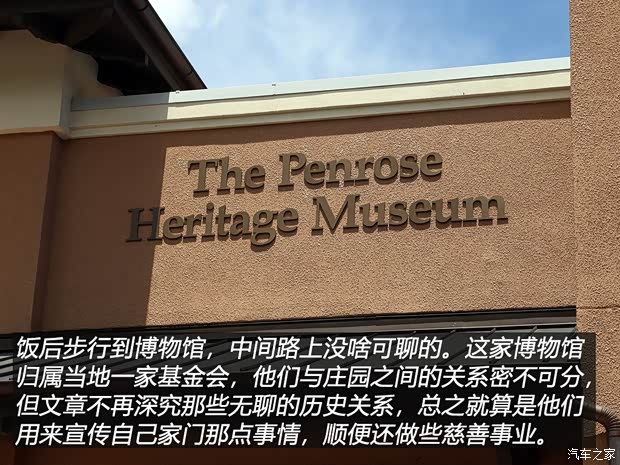 The Penrose
Heritage Museum
饭后步行到博物馆，中间路上没啥可聊的。这家博物馆
归属当地一家基金会，他们与庄园之间的关系密不可分，
但文章不再深究那些无聊的历史关系，总之就算是他们
用来宣传自己家门那点事情，顺便还做些慈善事业。
汽车之家